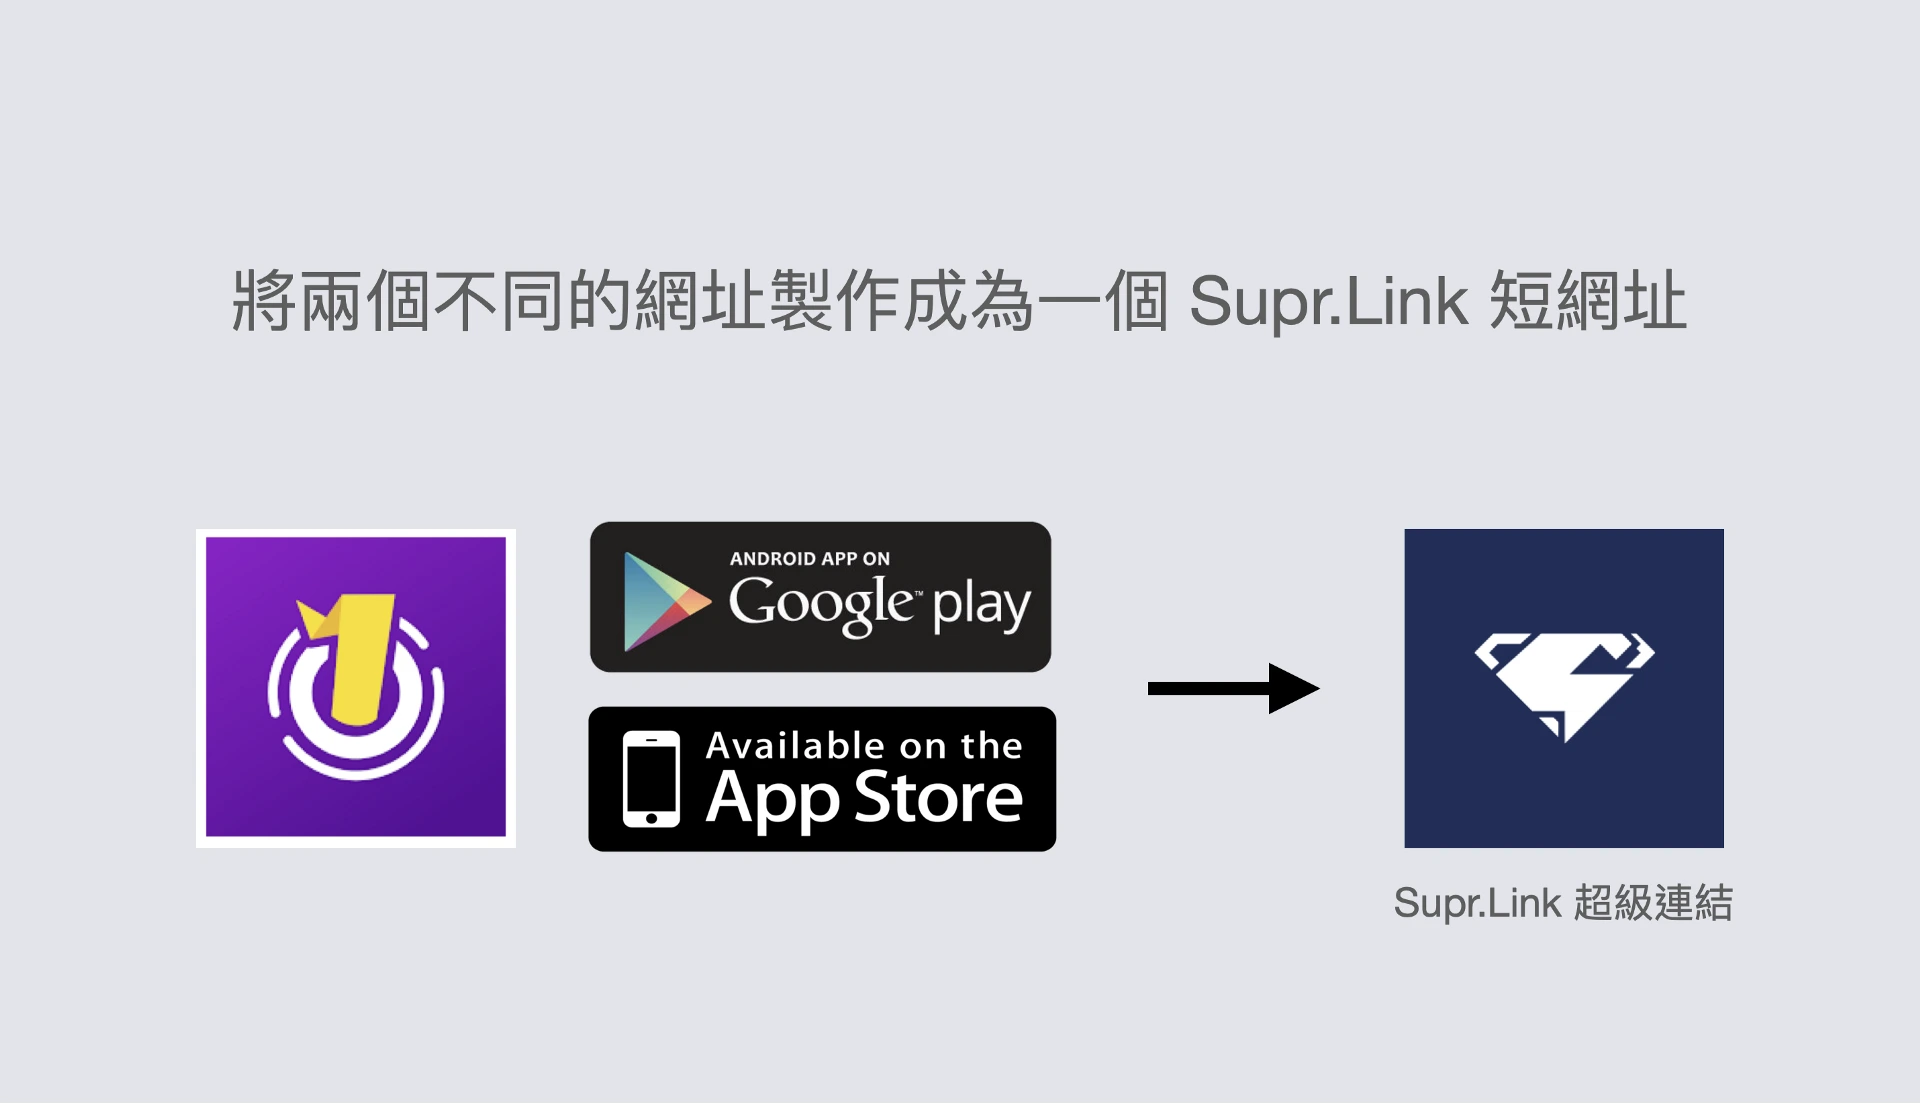 將兩個不同的網址製作成為一個 Supr.Link 短網址
ANDROID APP ON
Google™ play
Available on the
App Store
Supr.Link 超級連結